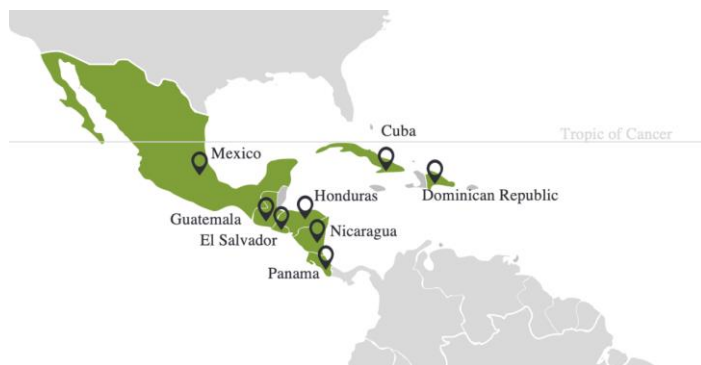 Cuba
Tropic of Cancer
Mexico
Honduras
Dominican Republic
Guatemala
Nicaragua
El Salvador
Panama